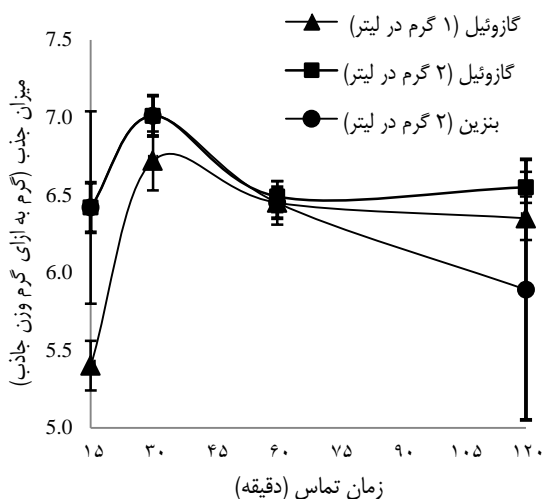 گازوئیل (۱ گرم در لیتر)
گازوئیل (۲ گرم در لیتر)
بنزین (۲ گرم در لیتر)
میزان جذب (گرم به ازای گرم وزن جاذب)
7.5
7.0
6.5
6.0
5.5
5.0
۱۵ ۳۰ ۴۵ ۶۰ ۷۵ ۹۰ ۱۰۵ ۱۲۰
زمان تماس (دقیقه)